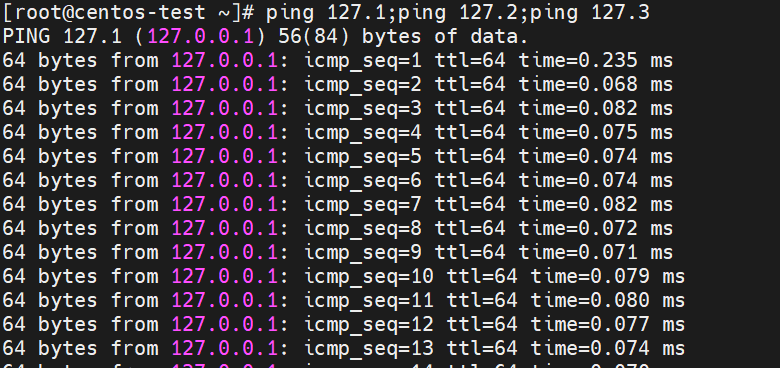 [root@centos-test ~]# ping 127.1;ping 127.2;ping 127.3
PING 127.1 (127.0.0.1) 56(84) bytes of data.
64 bytes from 127.0.0.1: icmp_seq=1 ttl=64 time=0.235 ms
64 bytes from 127.0.0.1: icmp_seq=2 ttl=64 time=0.068 ms
64 bytes from 127.0.0.1: icmp_seq=3 ttl=64 time=0.082 ms
64 bytes from 127.0.0.1: icmp_seq=4 ttl=64 time=0.075 ms
64 bytes from 127.0.0.1: icmp_seq=5 ttl=64 time=0.074 ms
64 bytes from 127.0.0.1: icmp_seq=6 ttl=64 time=0.074 ms
64 bytes from 127.0.0.1: icmp_seq=7 ttl=64 time=0.082 ms
64 bytes from 127.0.0.1: icmp_seq=8 ttl=64 time=0.072 ms
64 bytes from 127.0.0.1: icmp_seq=9 ttl=64 time=0.071 ms
64 bytes from 127.0.0.1: icmp_seq=10 ttl=64 time=0.079 ms
64 bytes from 127.0.0.1: icmp_seq=11 ttl=64 time=0.080 ms
64 bytes from 127.0.0.1: icmp_seq=12 ttl=64 time=0.077 ms
64 bytes from 127.0.0.1: icmp_seq=13 ttl=64 time=0.074 ms